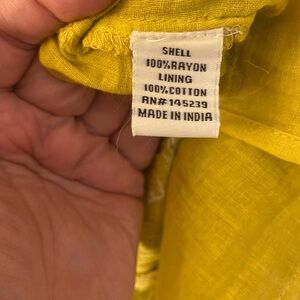 SHELL
100%RAYON
LINING
100%COTTON
RN#145239
MADE IN INDIA